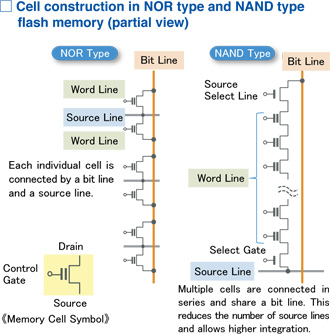 Cell construction in NOR type and NAND type
flash memory (partial view)
NOR Type
Bit Line
Word Line
Source Line
Word Line
Each individual cell is
connected by a bit line
and a source line.
Drain
Control
Gate
Source
《Memory Cell Symbol》
NAND Type
Bit Line
Source
Select Line
Word Line
Select Gate
Source Line
Multiple cells are connected in
series and share a bit line. This
reduces the number of source lines
and allows higher integration.